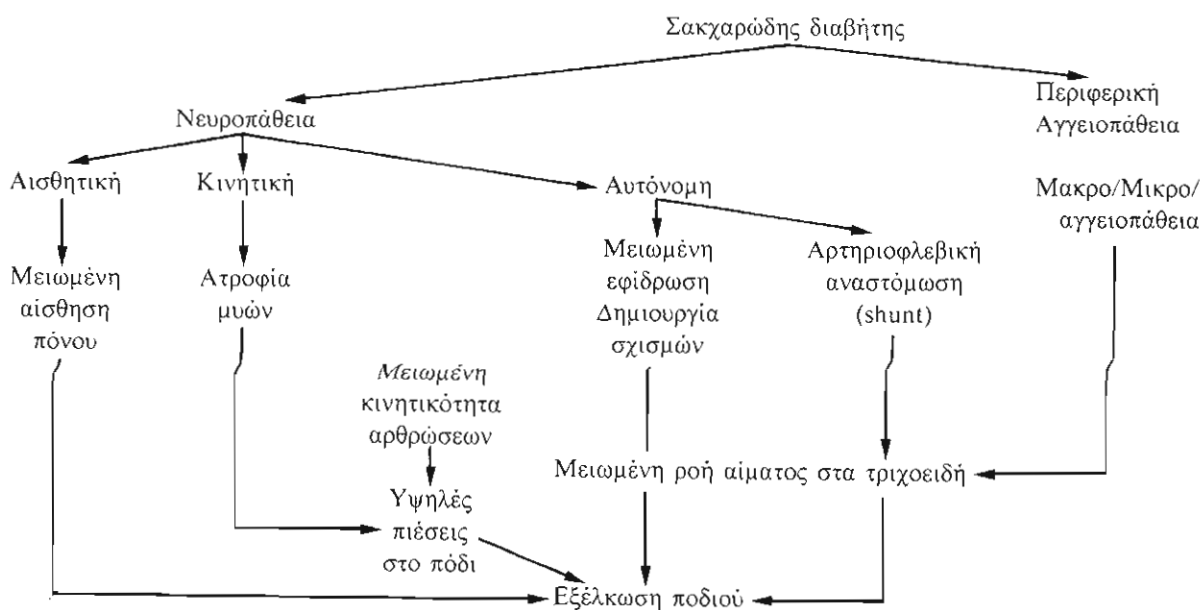 Σακχαρώδης διαβήτης
Νευροπάθεια
Περιφερική
Αγγειοπάθεια
Αισθητική
Κινητική
Αυτόνομη
Μακρο/Μικρο/
αγγειοπάθεια
Μειωμένη
αίσθηση
πόνου
Ατροφία
μυών
Μειωμένη
εφίδρωση
Δημιουργία
σχισμών
Αρτηριοφλεβική
αναστόμωση
(shunt)
Μειωμένη
κινητικότητα
αρθρώσεων
Μειωμένη ροή αίματος στα τριχοειδή
Υψηλές
πιέσεις
στο πόδι
Εξέλκωση ποδιού